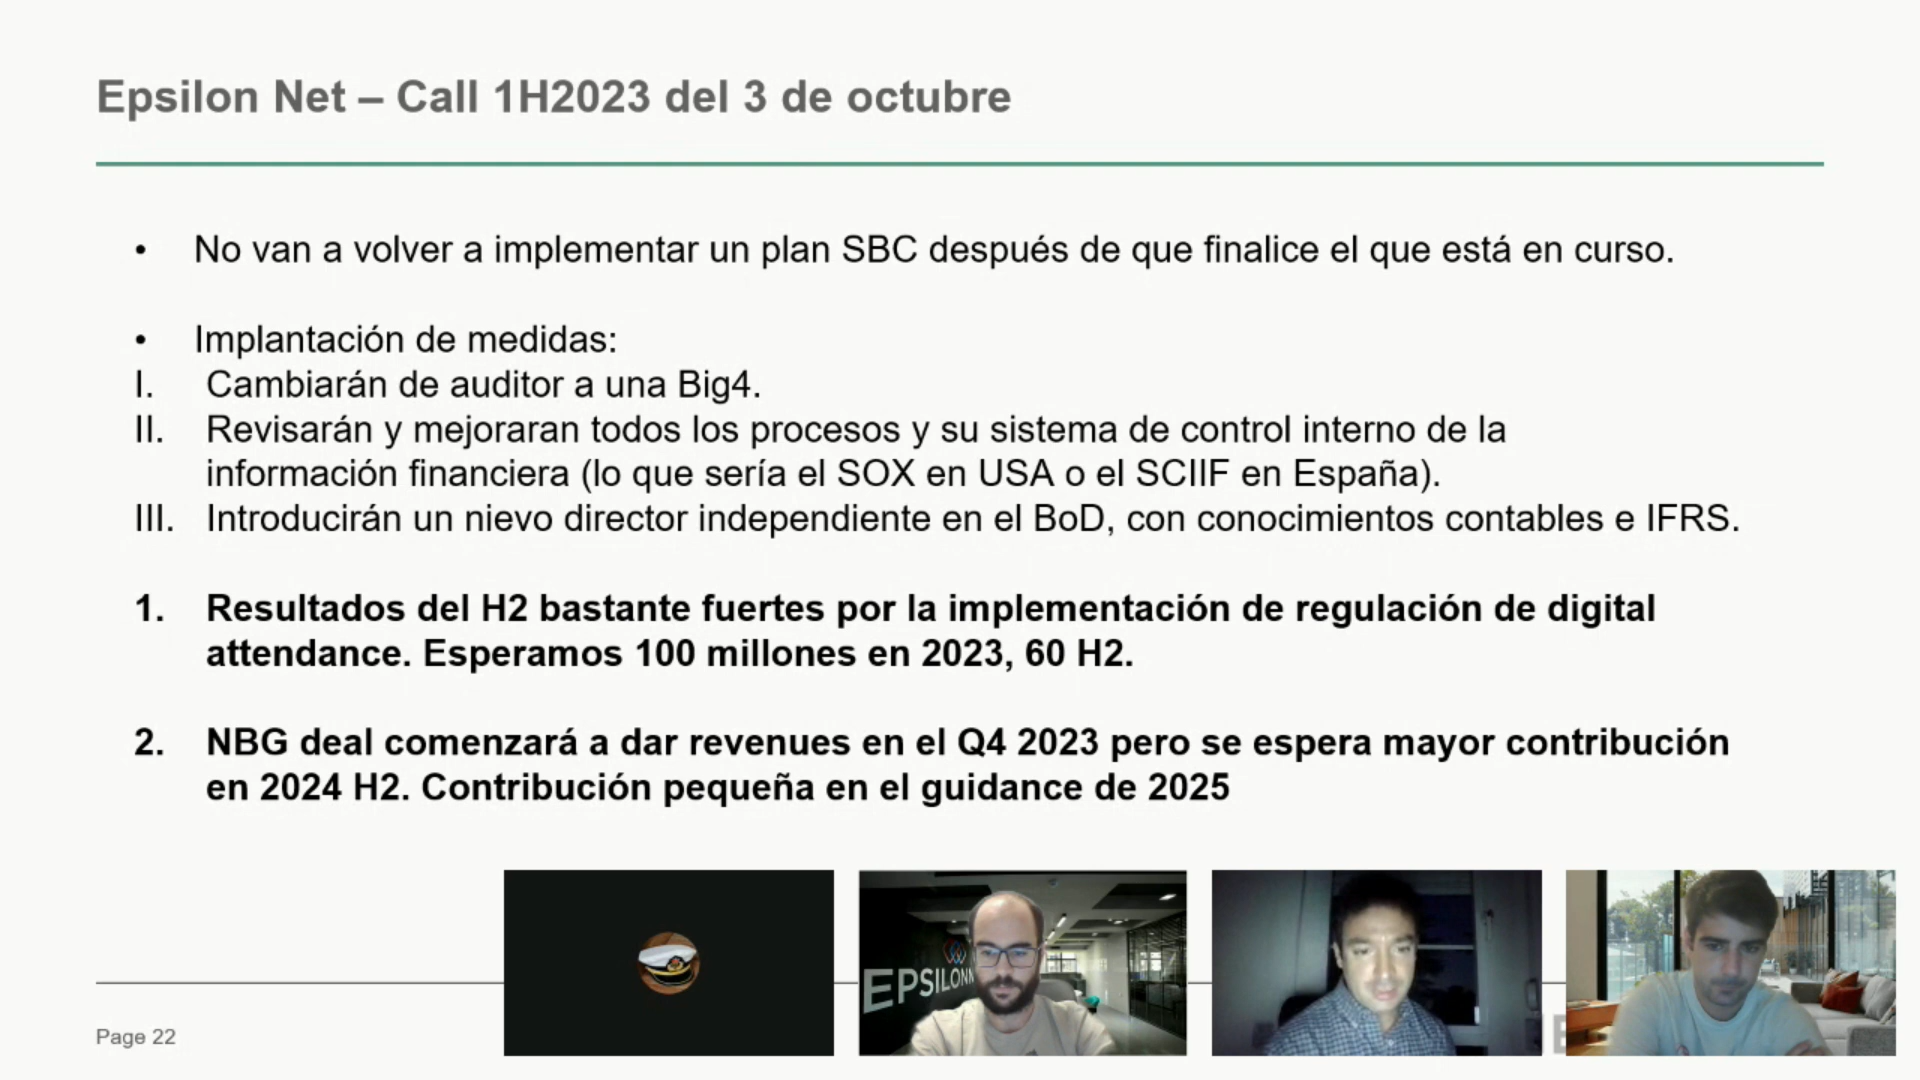 Epsilon Net – Call 1H2023 del 3 de octubre
• No van a volver a implementar un plan SBC después de que finalice el que está en curso.
• Implantación de medidas:
I. Cambiarán de auditor a una Big4.
II. Revisarán y mejoraran todos los procesos y su sistema de control interno de la
información financiera (lo que sería el SOX en USA o el SCIIF en España).
III. Introducirán un nievo director independiente en el BoD, con conocimientos contables e IFRS.
1. Resultados del H2 bastante fuertes por la implementación de regulación de digital
attendance. Esperamos 100 millones en 2023, 60 H2.
2. NBG deal comenzará a dar revenues en el Q4 2023 pero se espera mayor contribución
en 2024 H2. Contribución pequeña en el guidance de 2025
EPSILON
Page 22